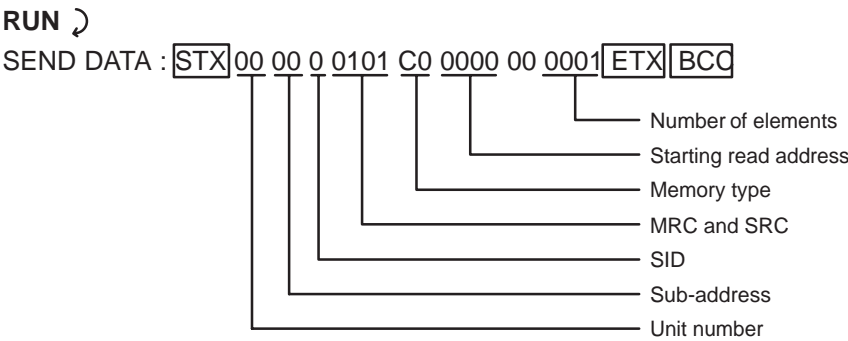 RUN
SEND DATA : STX 00 00 0 0101 C0 0000 00 0001 ETX BCC
Number of elements
Starting read address
Memory type
MRC and SRC
SID
Sub-address
Unit number